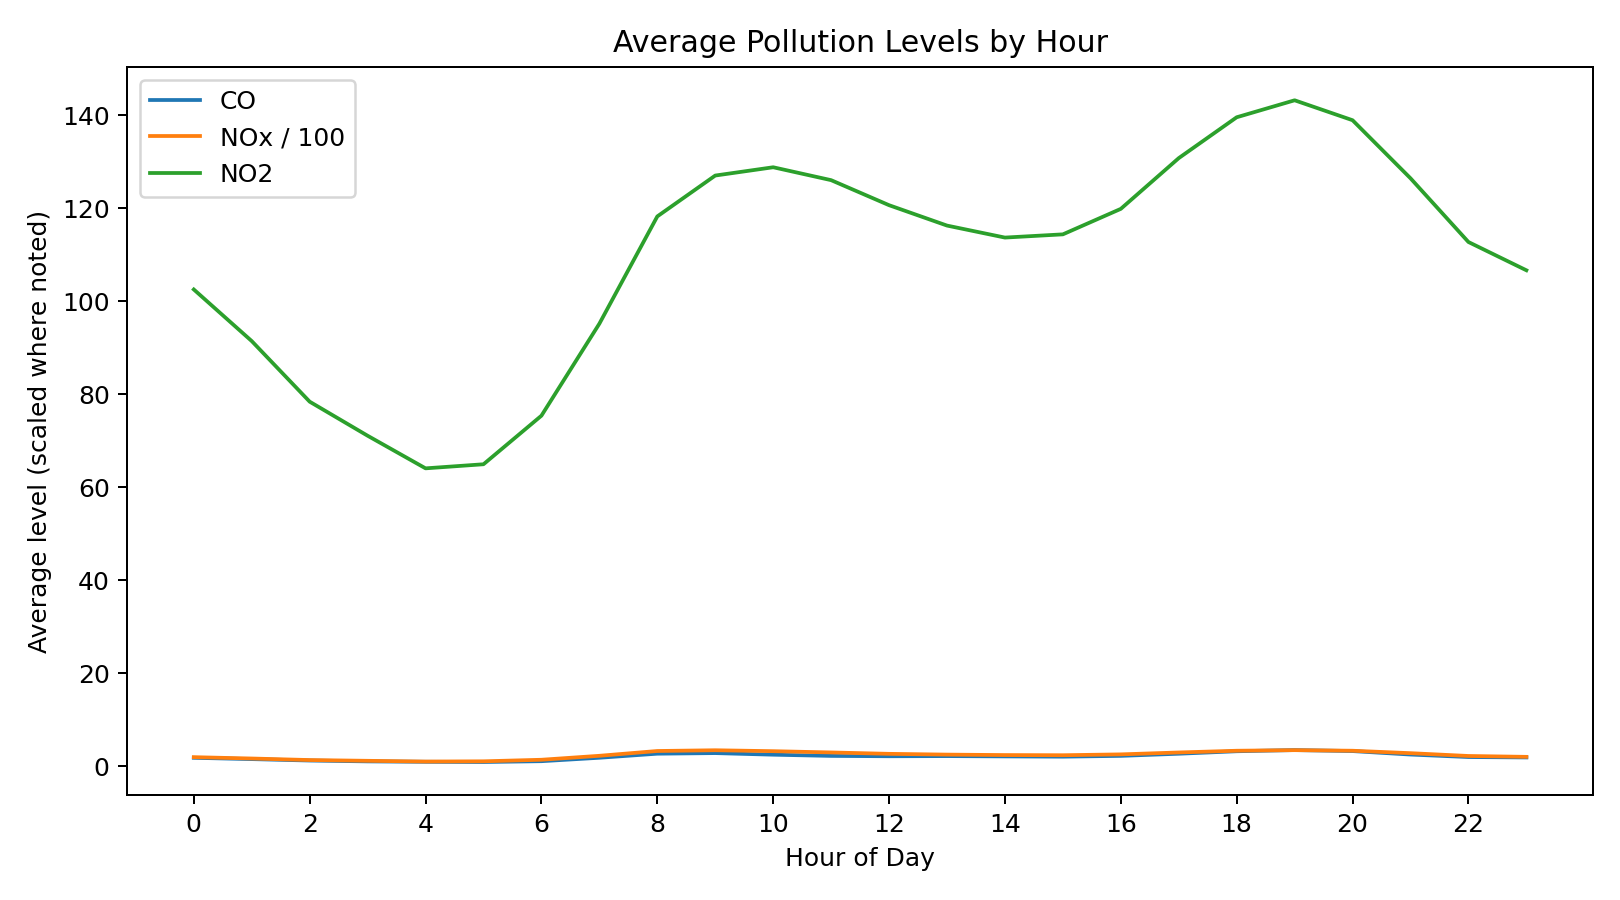 Average Pollution Levels by Hour
CO
NOx / 100
NO2
Average level (scaled where noted)
140
120
100
80
60
40
20
0
0 2 4 6 8 10 12 14 16 18 20 22
Hour of Day